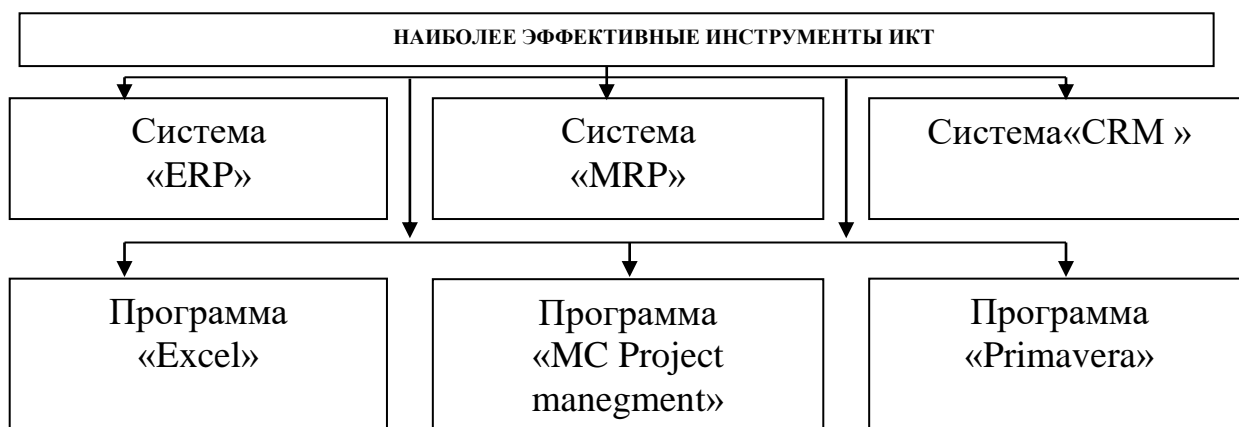 НАИБОЛЕЕ ЭФФЕКТИВНЫЕ ИНСТРУМЕНТЫ ИКТ
Система
«ERP»
Система
«MRP»
Система«CRM »
Программа
«Excel»
Программа
«MC Project
manegment»
Программа
«Primavera»